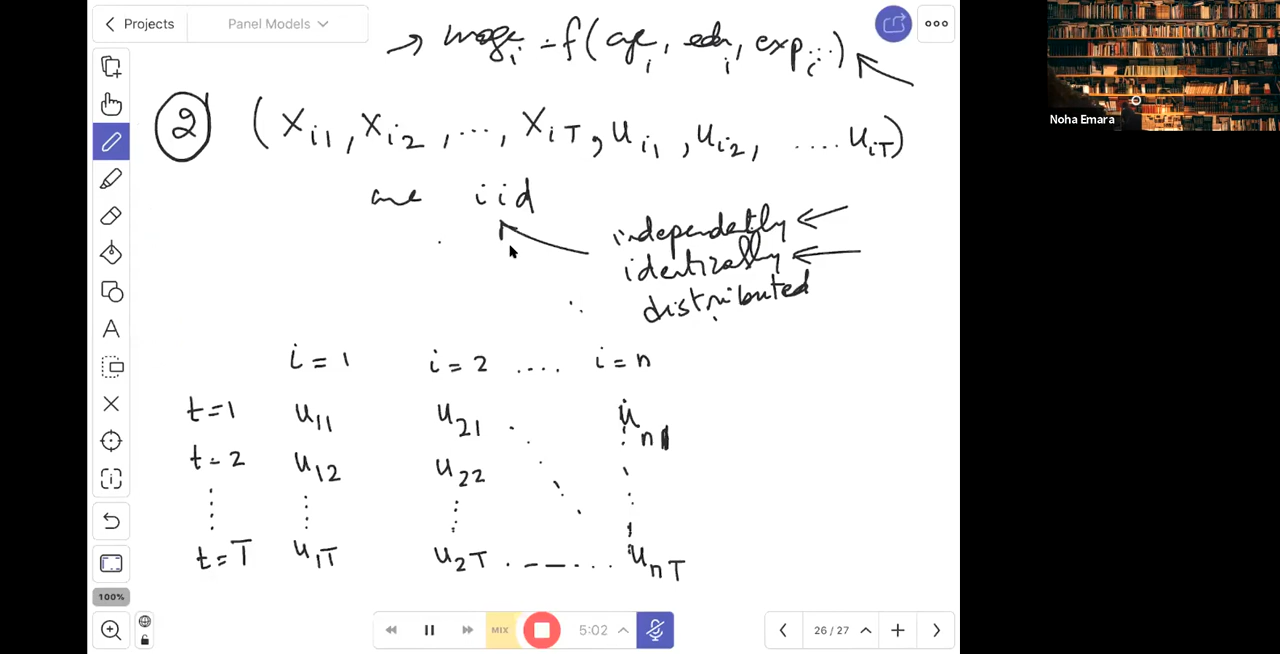 Projects
Panel Models
→ wage_i = f(age_i, edu_i, exp_i...)
② (X_i1, X_i2, ..., X_iT, u_i1, u_i2, .... u_iT)
are iid
independetly ←
identically ←
distributed
i = 1 i = 2 .... i = n
t=1 u_11 u_21 u_n1
t=2 u_12 u_22
t=T u_1T u_2T u_nT
Noha Emara
A
100%
MIX
5:02
26 / 27